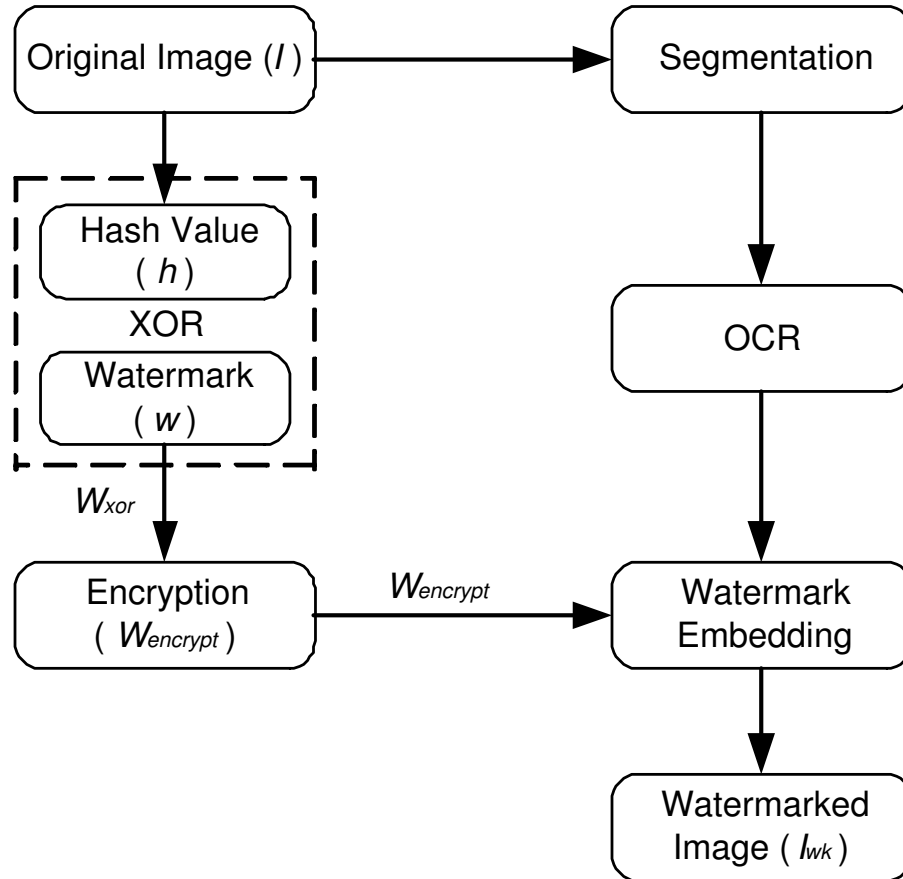 Original Image (I)
Segmentation
Hash Value
(h)
XOR
Watermark
(w)
OCR
Wxor
Encryption
(Wencrypt)
Wencrypt
Watermark
Embedding
Watermarked
Image (Iwk)